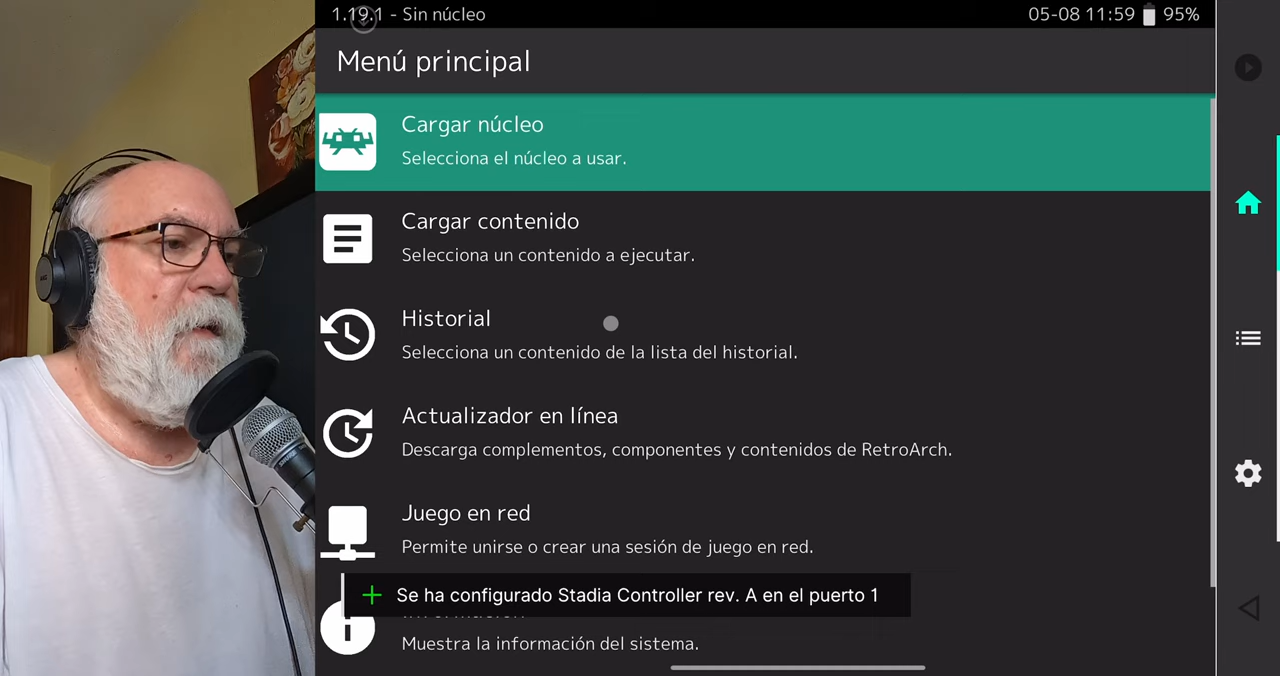 1.19.1 - Sin núcleo
05-08 11:59 95%
Menú principal
Cargar núcleo
Selecciona el núcleo a usar.
Cargar contenido
Selecciona un contenido a ejecutar.
Historial
Selecciona un contenido de la lista del historial.
Actualizador en línea
Descarga complementos, componentes y contenidos de RetroArch.
Juego en red
Permite unirse o crear una sesión de juego en red.
Se ha configurado Stadia Controller rev. A en el puerto 1
Muestra la información del sistema.